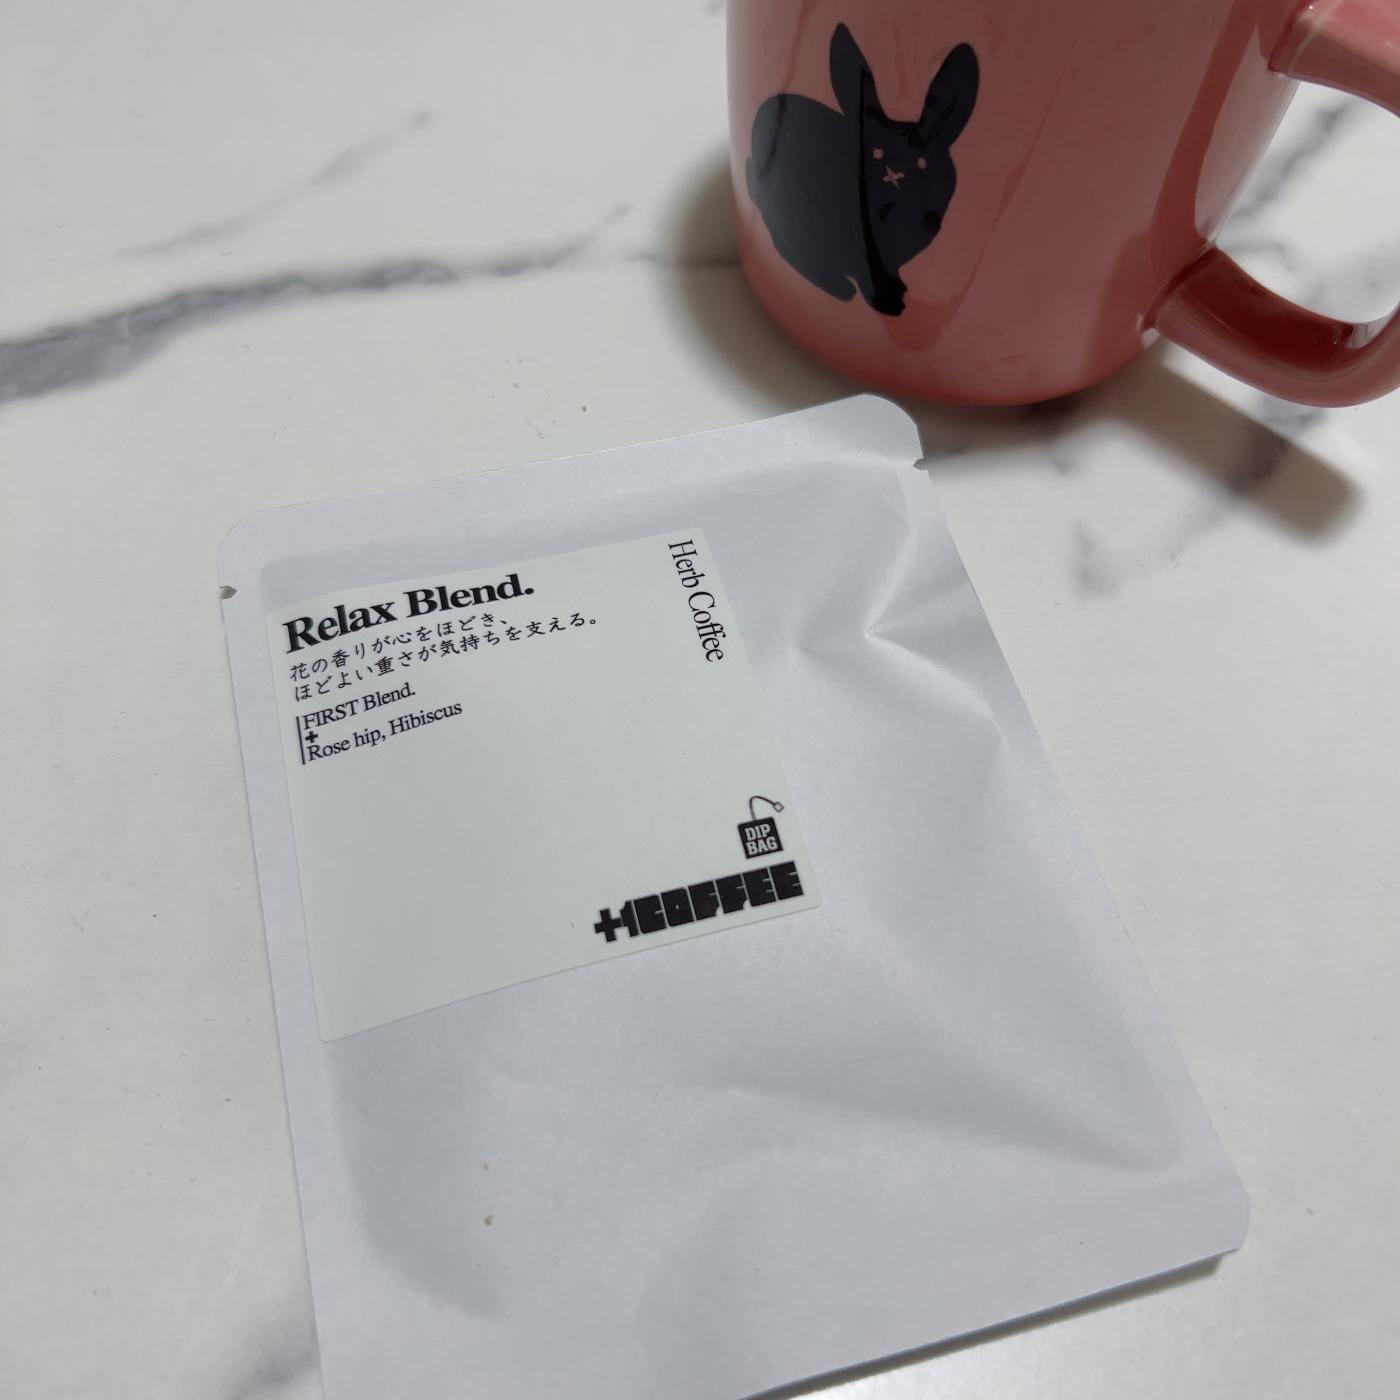 Relax Blend.
花の香りが心をほどき、
ほどよい重さが気持ちを支える。
FIRST Blend.
+
Rose hip, Hibiscus
Herb Coffee
DIP
BAG
+1COFFEE